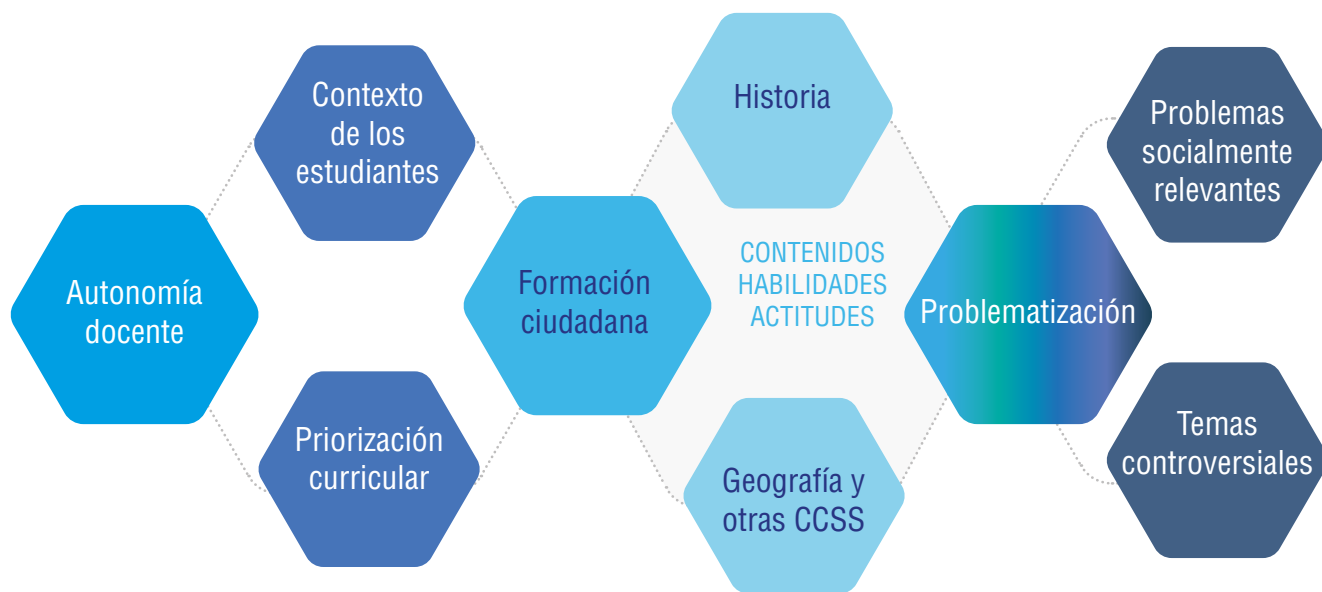 Autonomía
docente
Contexto
de los
estudiantes
Priorización
curricular
Formación
ciudadana
Historia
CONTENIDOS
HABILIDADES
ACTITUDES
Geografía y
otras CCSS
Problematización
Problemas
socialmente
relevantes
Temas
controversiales